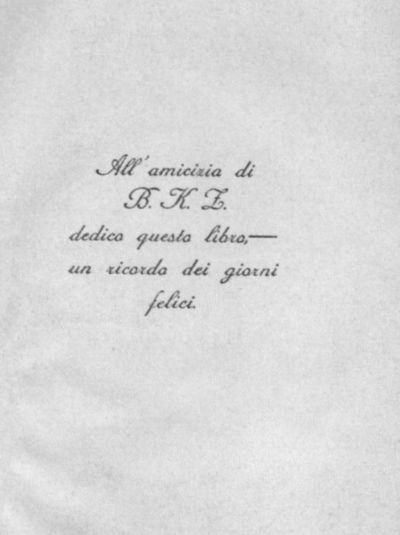 All' amicizia di
B. K. Z.
dedico questo libro,—
un ricordo dei giorni
felici.